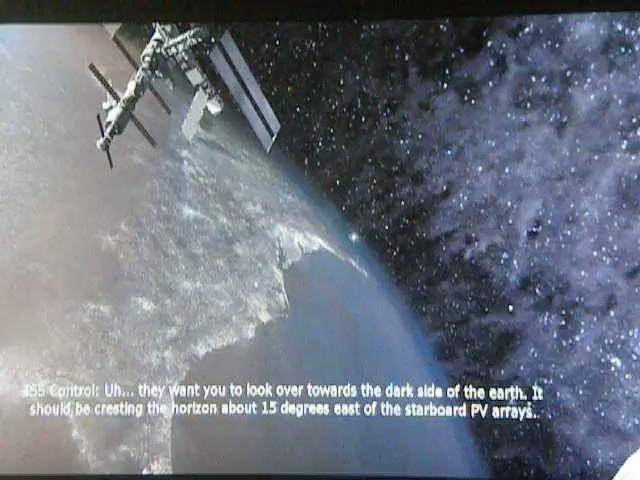 ISS Control: Uh... they want you to look over towards the dark side of the earth. It
should be cresting the horizon about 15 degrees east of the starboard PV arrays..